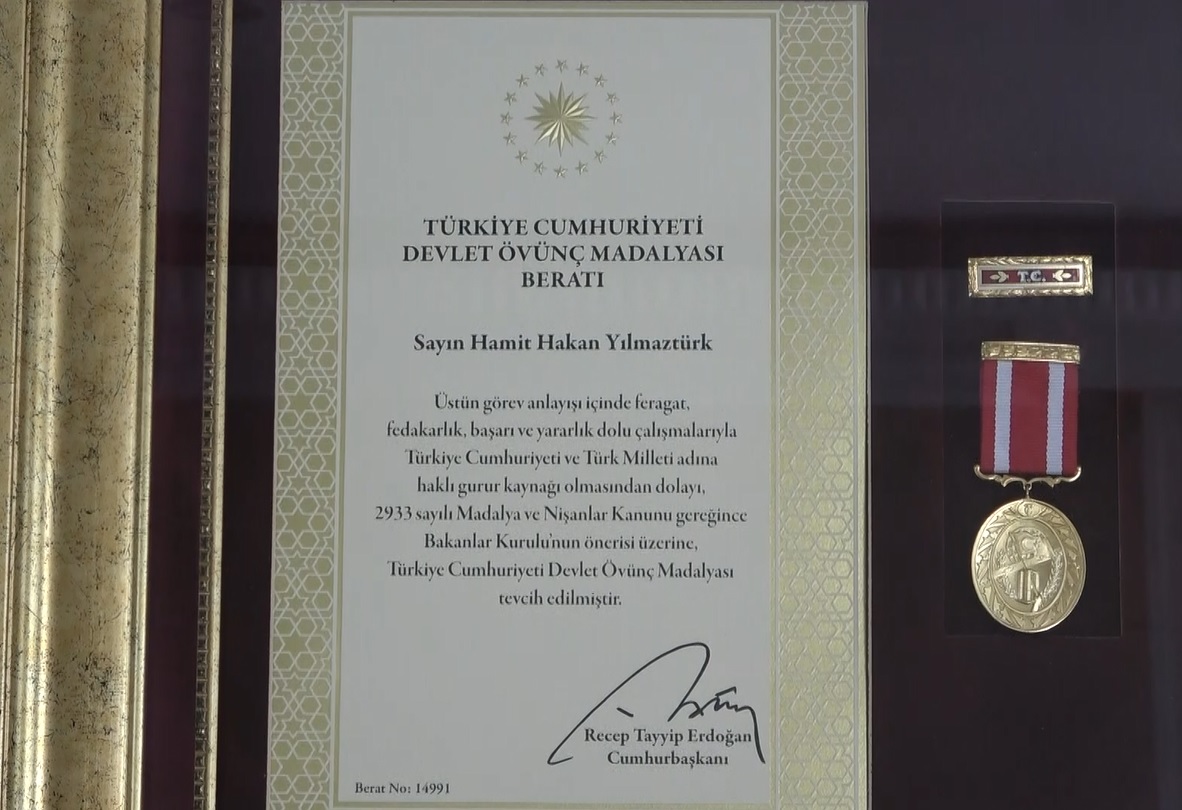 TÜRKİYE CUMHURİYETİ
DEVLET ÖVÜNÇ MADALYASI
BERATI
Sayın Hamit Hakan Yılmaztürk
Üstün görev anlayışı içinde feragat,
fedakarlık, başarı ve yararlık dolu çalışmalarıyla
Türkiye Cumhuriyeti ve Türk Milleti adına
haklı gurur kaynağı olmasından dolayı,
2933 sayılı Madalya ve Nişanlar Kanunu gereğince
Bakanlar Kurulu'nun önerisi üzerine,
Türkiye Cumhuriyeti Devlet Övünç Madalyası
tevcih edilmiştir.
Recep Tayyip Erdoğan
Cumhurbaşkanı
Berat No: 14991
T.C.